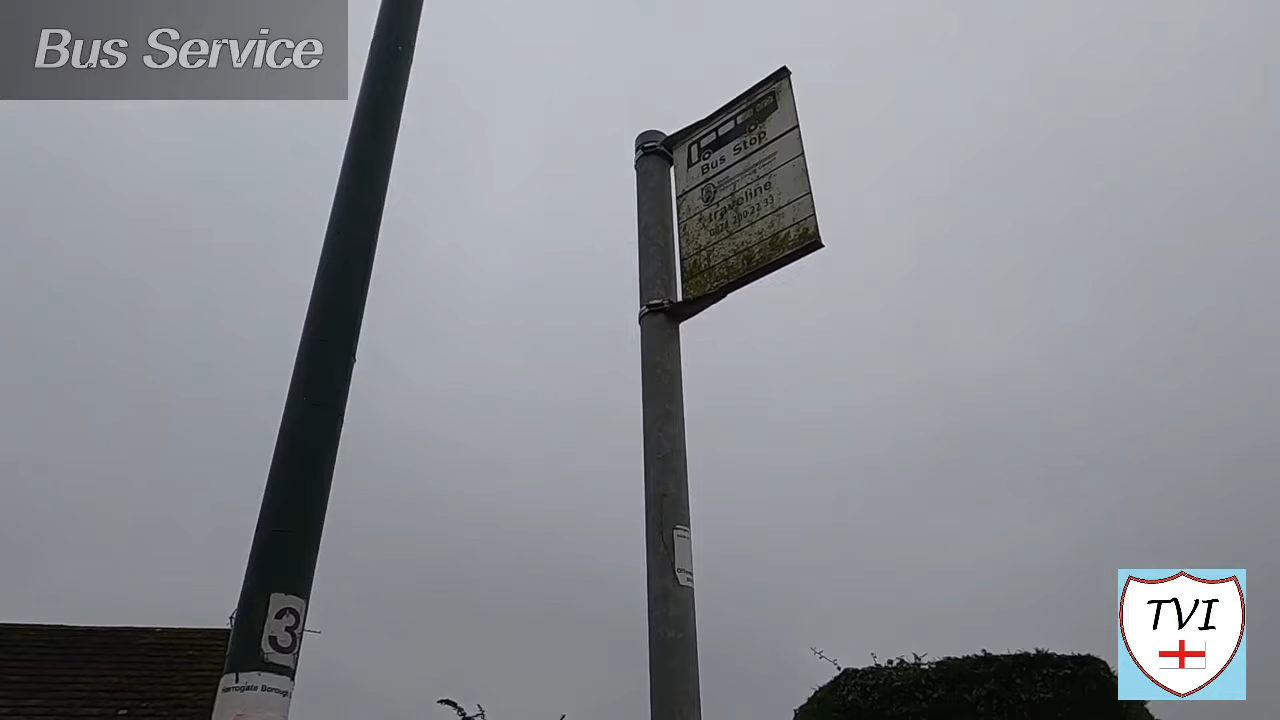 Bus Service
Bus Stop
traveline
0871 200 22 33
3
Harrogate Borough
TVI